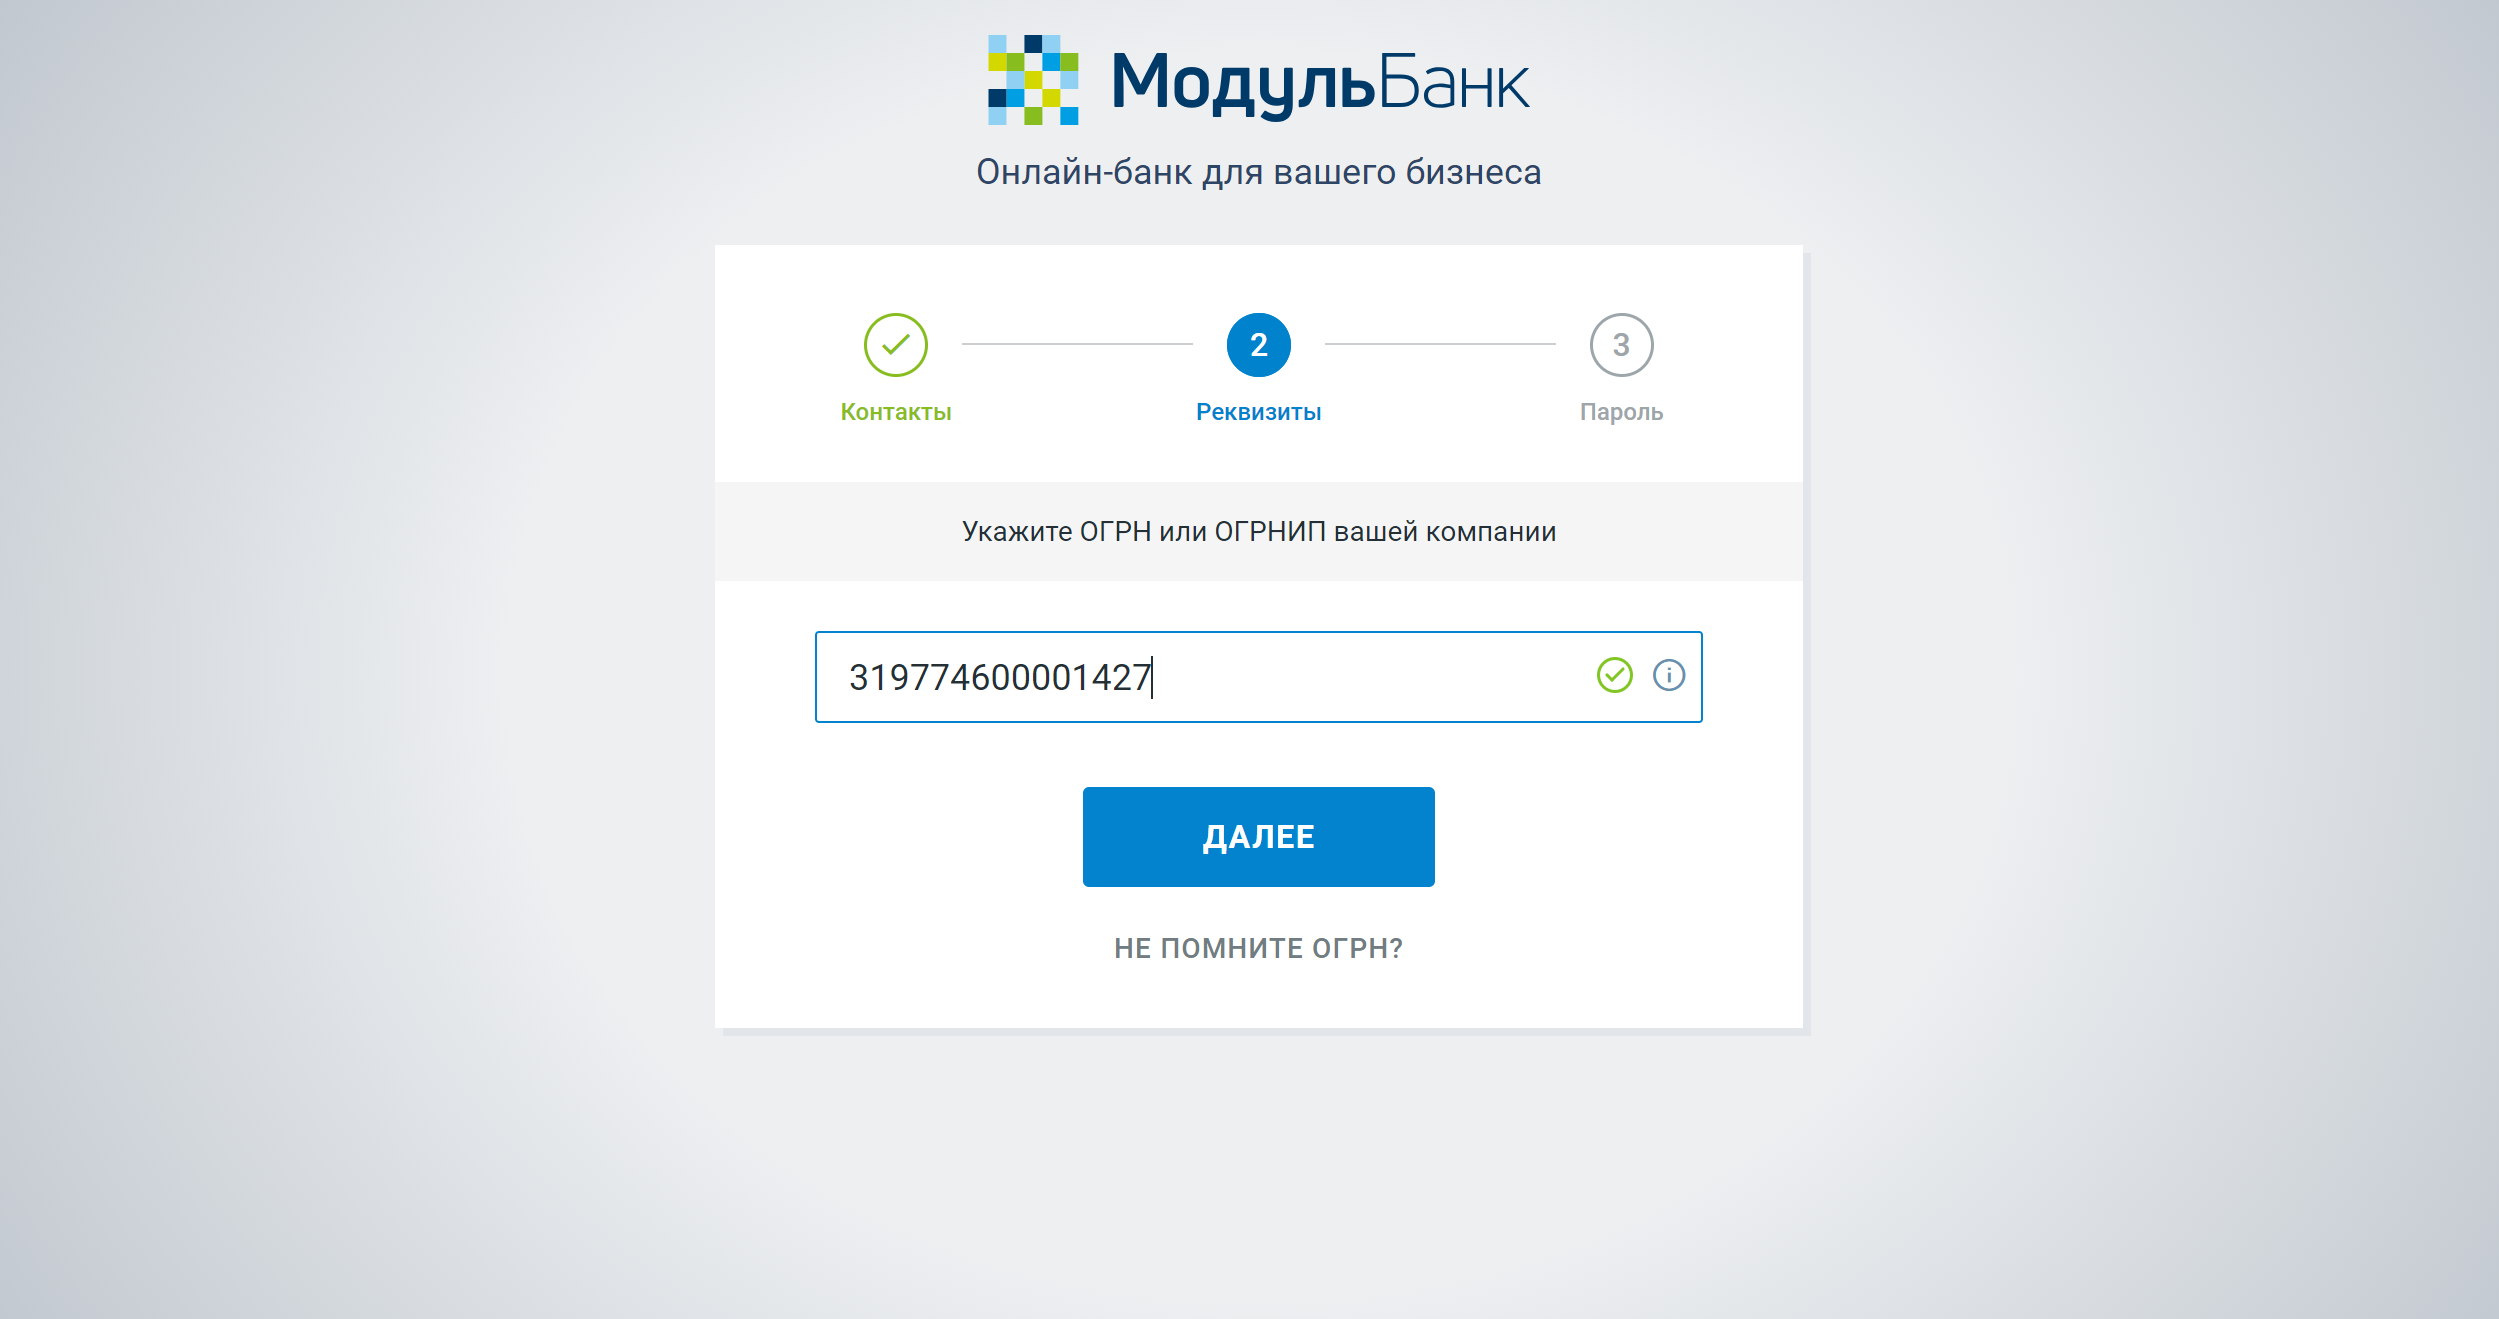 МодульБанк
Онлайн-банк для вашего бизнеса
2
3
Контакты
Реквизиты
Пароль
Укажите ОГРН или ОГРНИП вашей компании
319774600001427
ДАЛЕЕ
НЕ ПОМНИТЕ ОГРН?